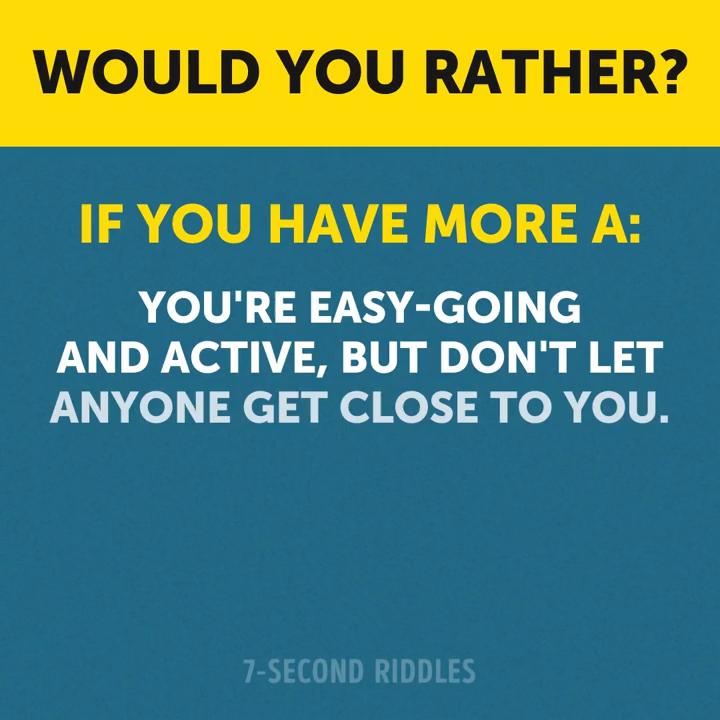 WOULD YOU RATHER?
IF YOU HAVE MORE A:
YOU'RE EASY-GOING
AND ACTIVE, BUT DON'T LET
ANYONE GET CLOSE TO YOU.
7-SECOND RIDDLES